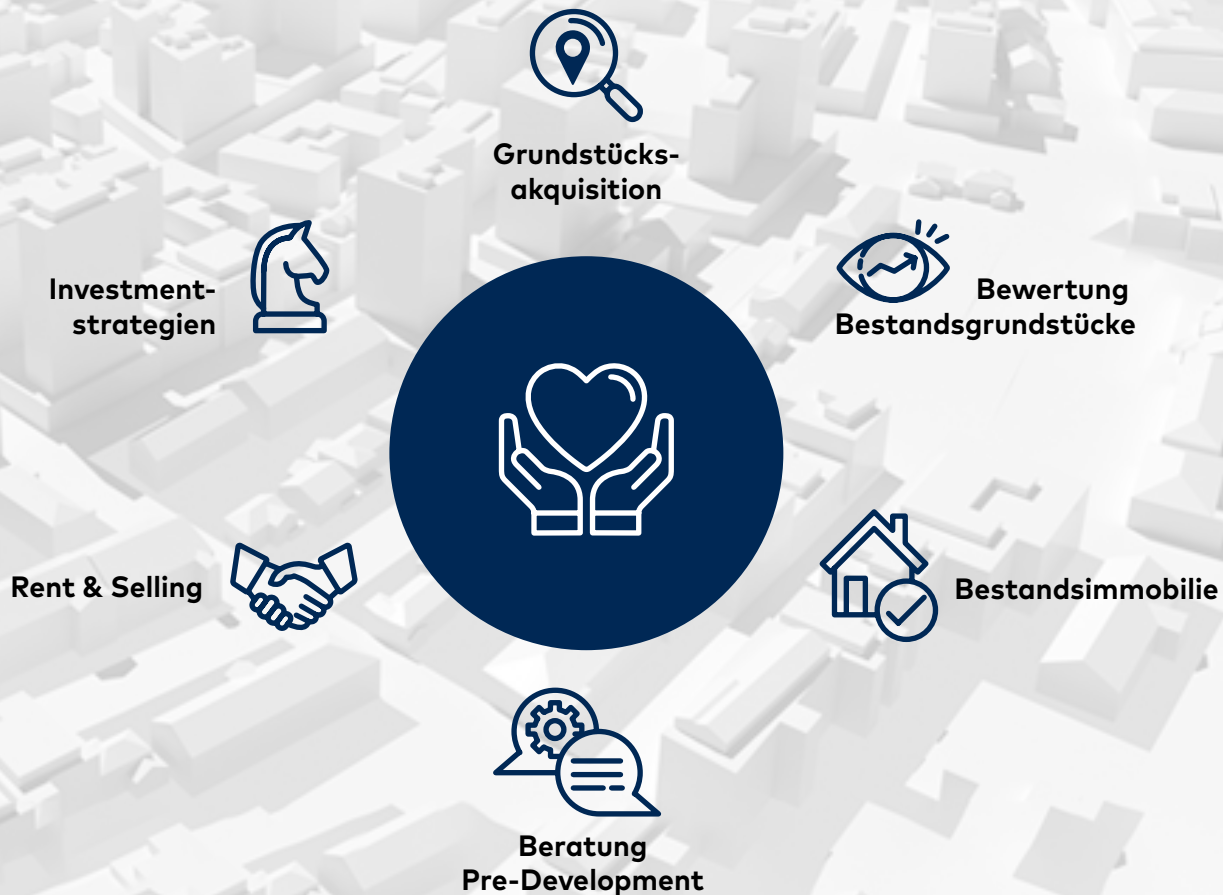 Grundstücks-
akquisition
Investment-
strategien
Bewertung
Bestandsgrundstücke
Rent & Selling
Bestandsimmobilie
Beratung
Pre-Development